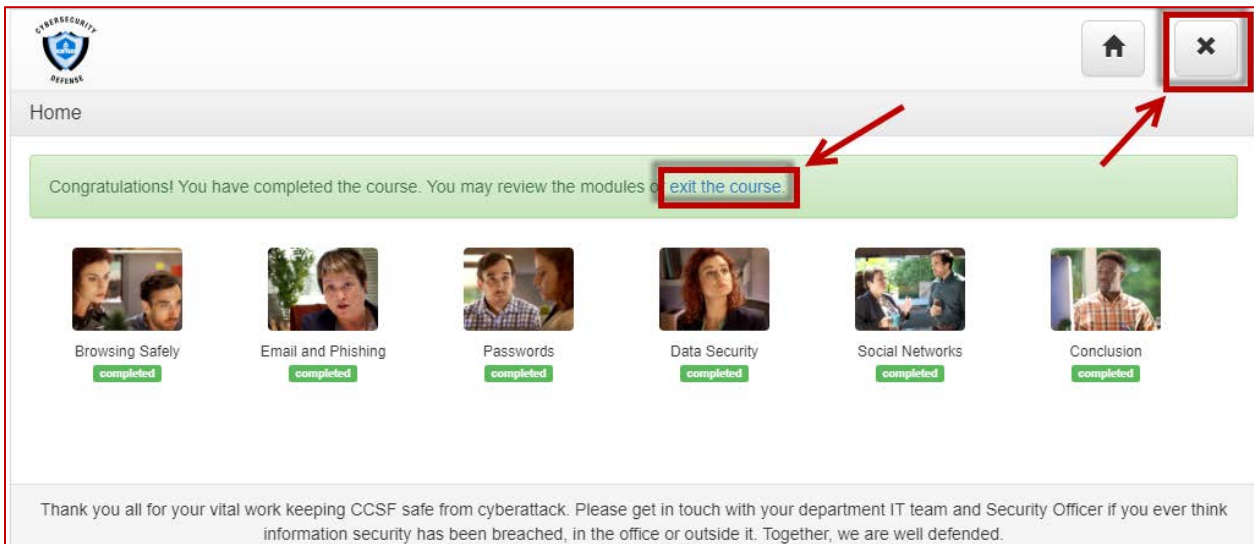 CYBERSECURITY
DEFENSE
Home
Congratulations! You have completed the course. You may review the modules or exit the course.
Browsing Safely
completed
Email and Phishing
completed
Passwords
completed
Data Security
completed
Social Networks
completed
Conclusion
completed
Thank you all for your vital work keeping CCSF safe from cyberattack. Please get in touch with your department IT team and Security Officer if you ever think
information security has been breached, in the office or outside it. Together, we are well defended.